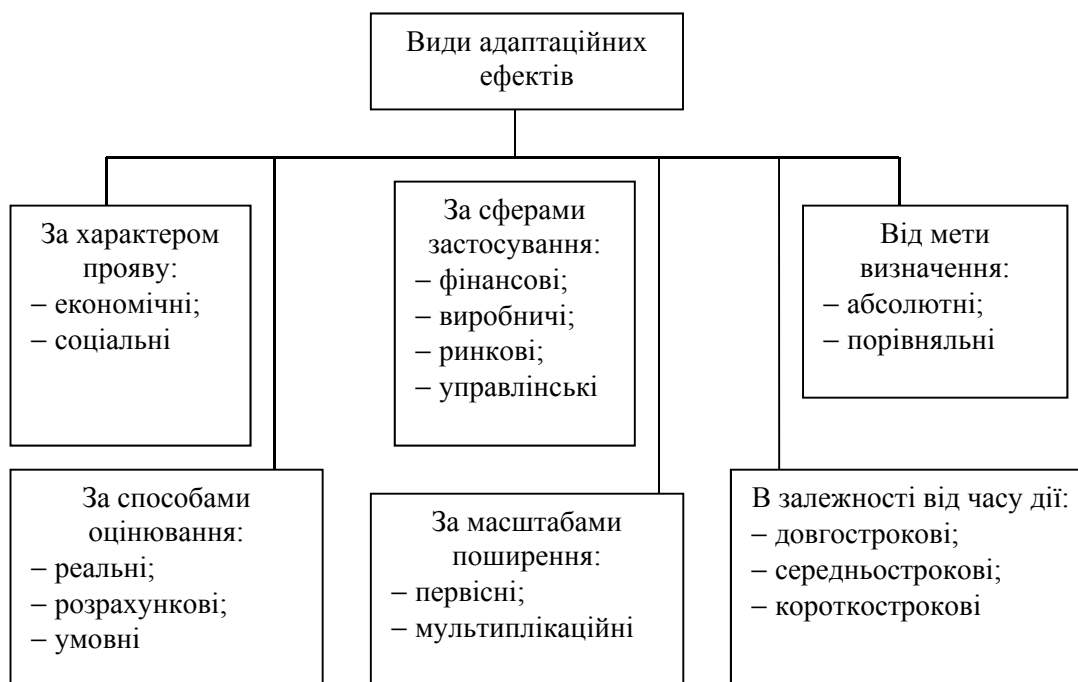 Види адаптаційних
ефектів
За характером
прояву:
– економічні;
– соціальні
За сферами
застосування:
– фінансові;
– виробничі;
– ринкові;
– управлінські
Від мети
визначення:
– абсолютні;
– порівняльні
За способами
оцінювання:
– реальні;
– розрахункові;
– умовні
За масштабами
поширення:
– первісні;
– мультиплікаційні
В залежності від часу дії:
– довгострокові;
– середньострокові;
– короткострокові